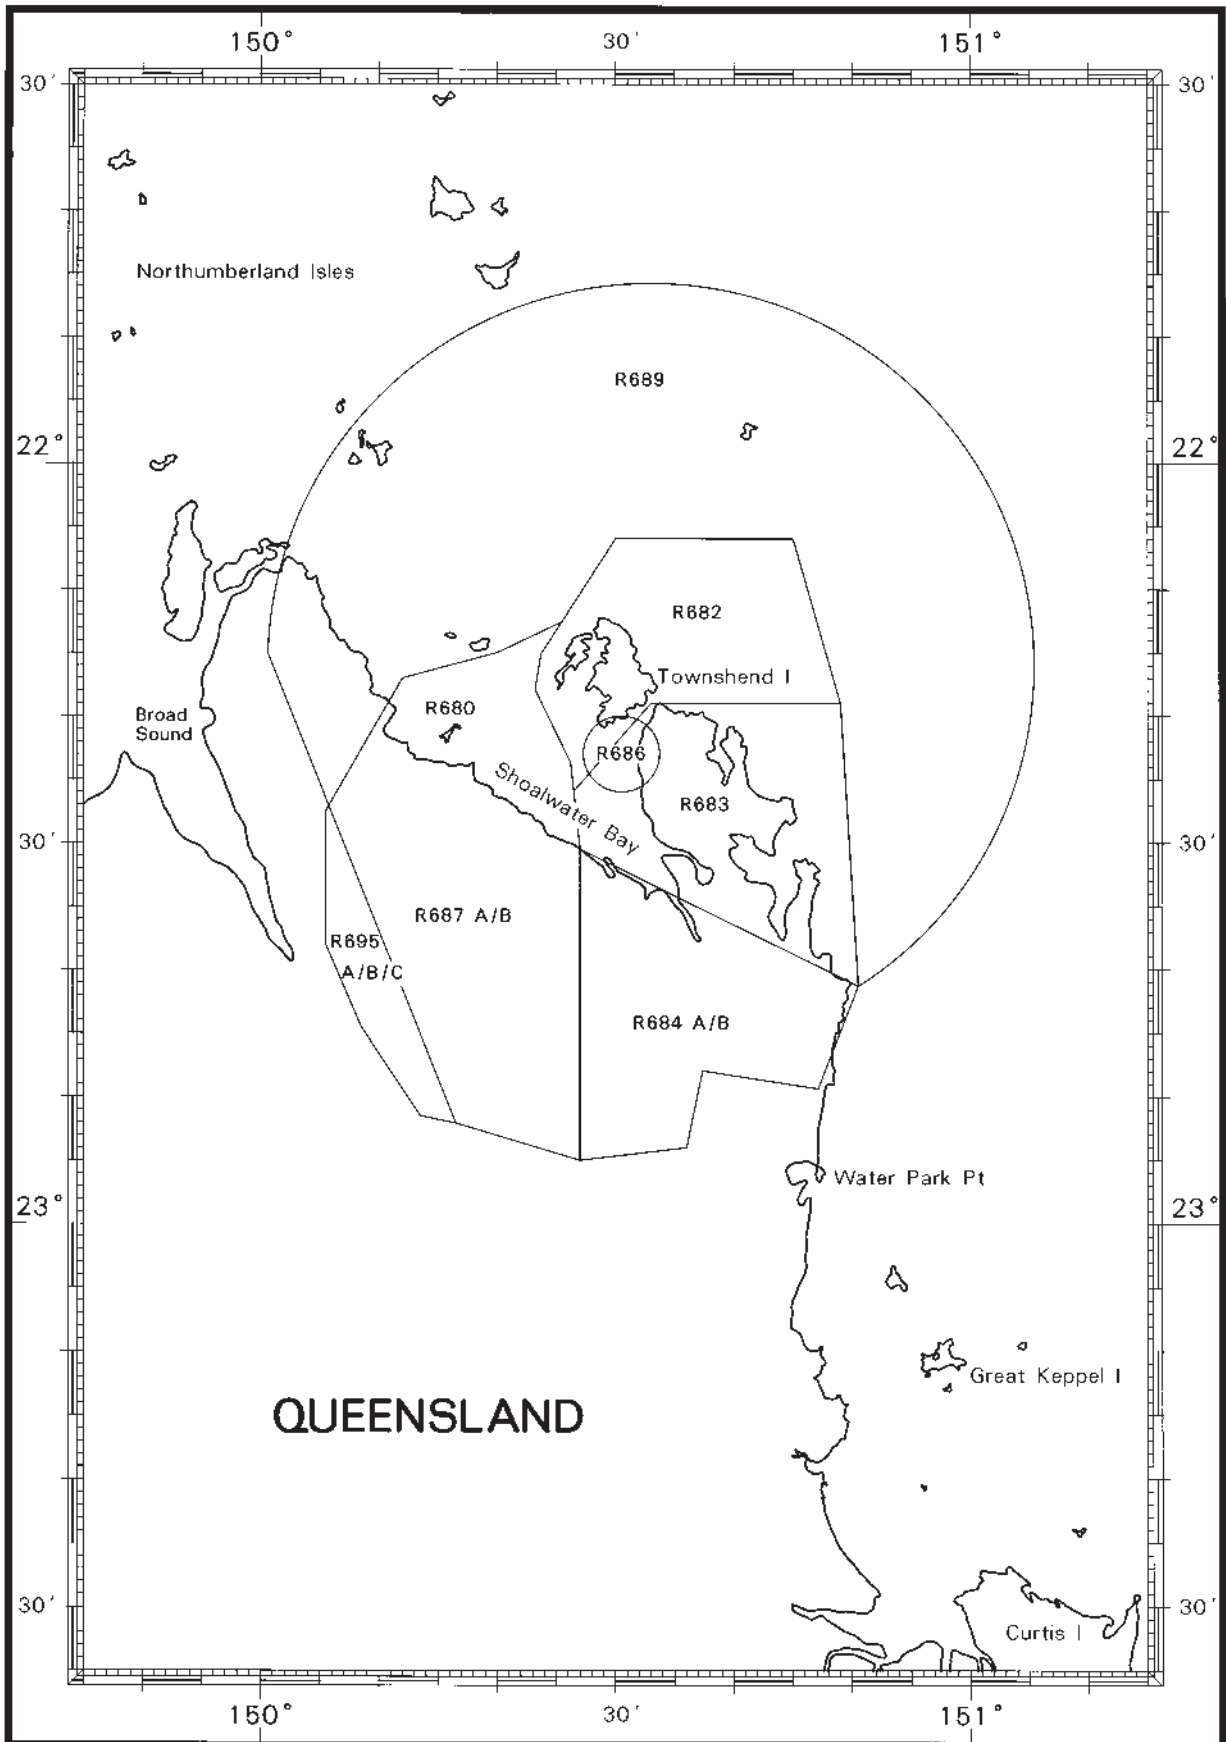 150° 30' 151°
30' 30'
Northumberland Isles
R689
22° 22°
R682
Townshend I
R680
Broad
Sound
R686
Shoalwater Bay
R683
30' 30'
R687 A/B
R695
A/B/C
R684 A/B
Water Park Pt
23° 23°
Great Keppel I
QUEENSLAND
30' 30'
Curtis I
150° 30' 151°